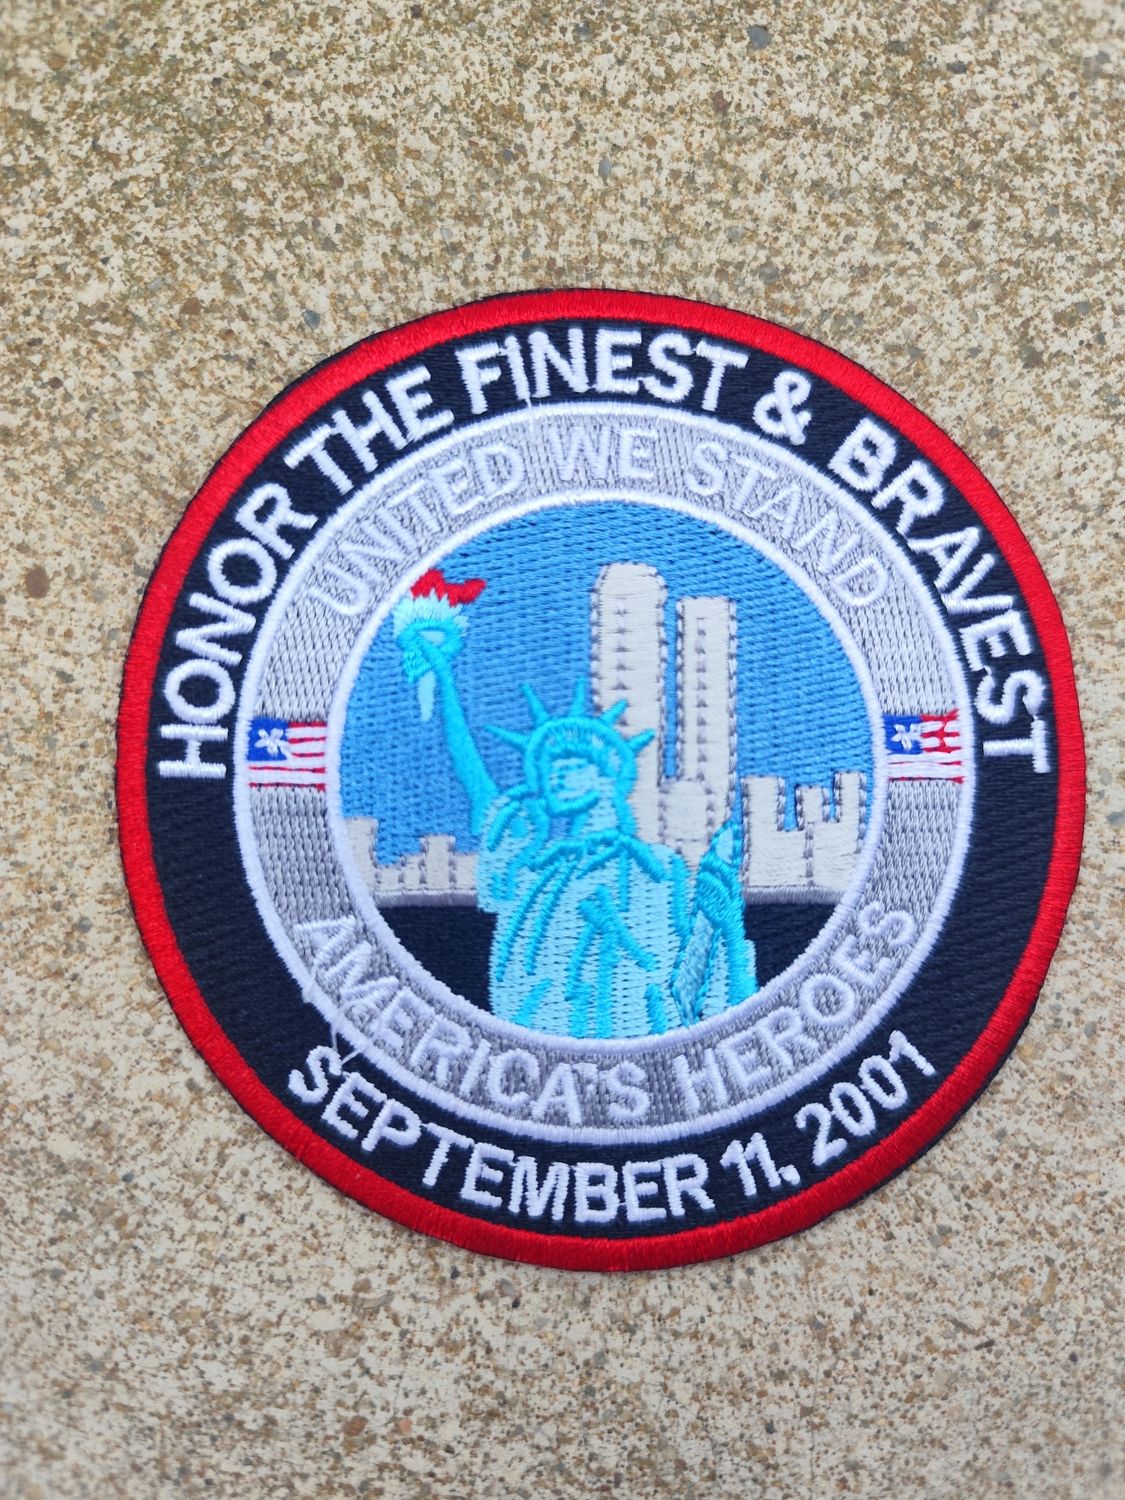 HONOR THE FINEST & BRAVEST
UNITED WE STAND
AMERICA'S HEROES
SEPTEMBER 11, 2001